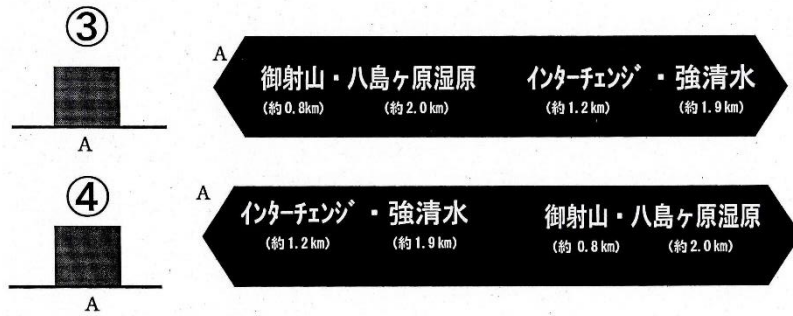 ③
A
A
御射山・八島ヶ原湿原 インターチェンジ・強清水
(約0.8km) (約2.0km) (約1.2km) (約1.9km)
④
A
A
インターチェンジ・強清水 御射山・八島ヶ原湿原
(約1.2km) (約1.9km) (約 0.8km) (約2.0km)